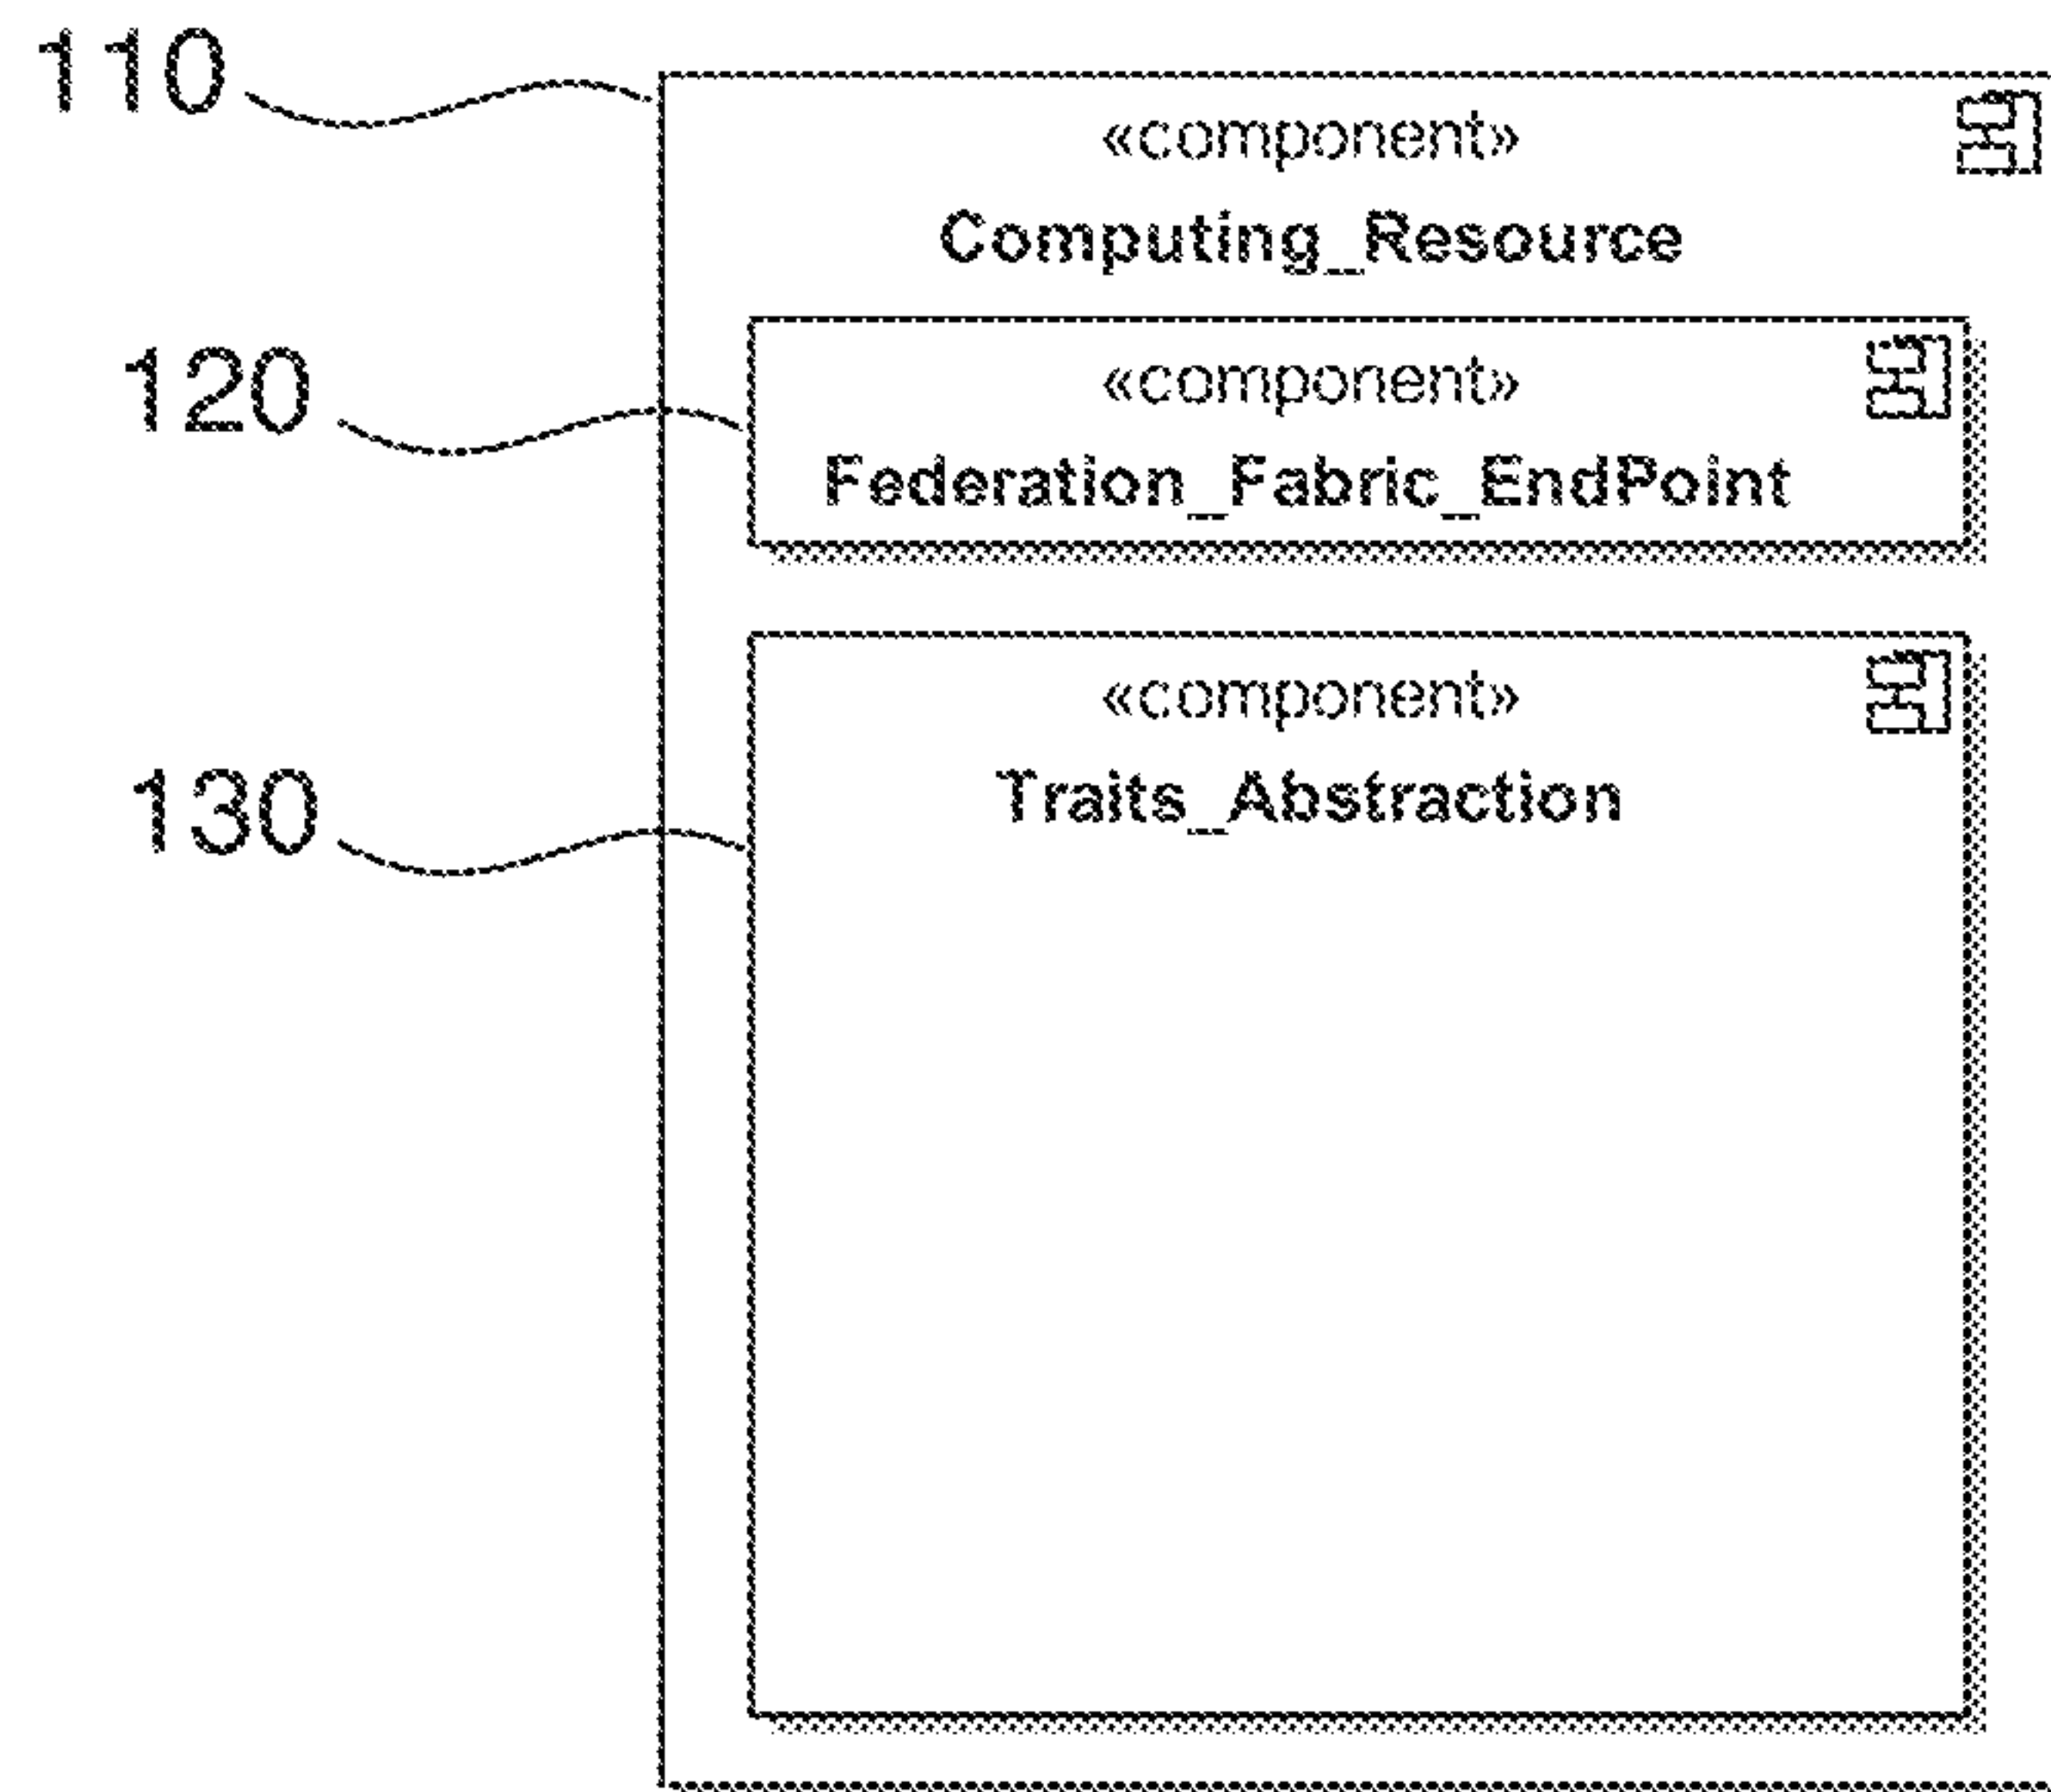 110
«component»
Computing_Resource
120
«component»
Federation_Fabric_EndPoint
«component»
130
Traits_Abstraction